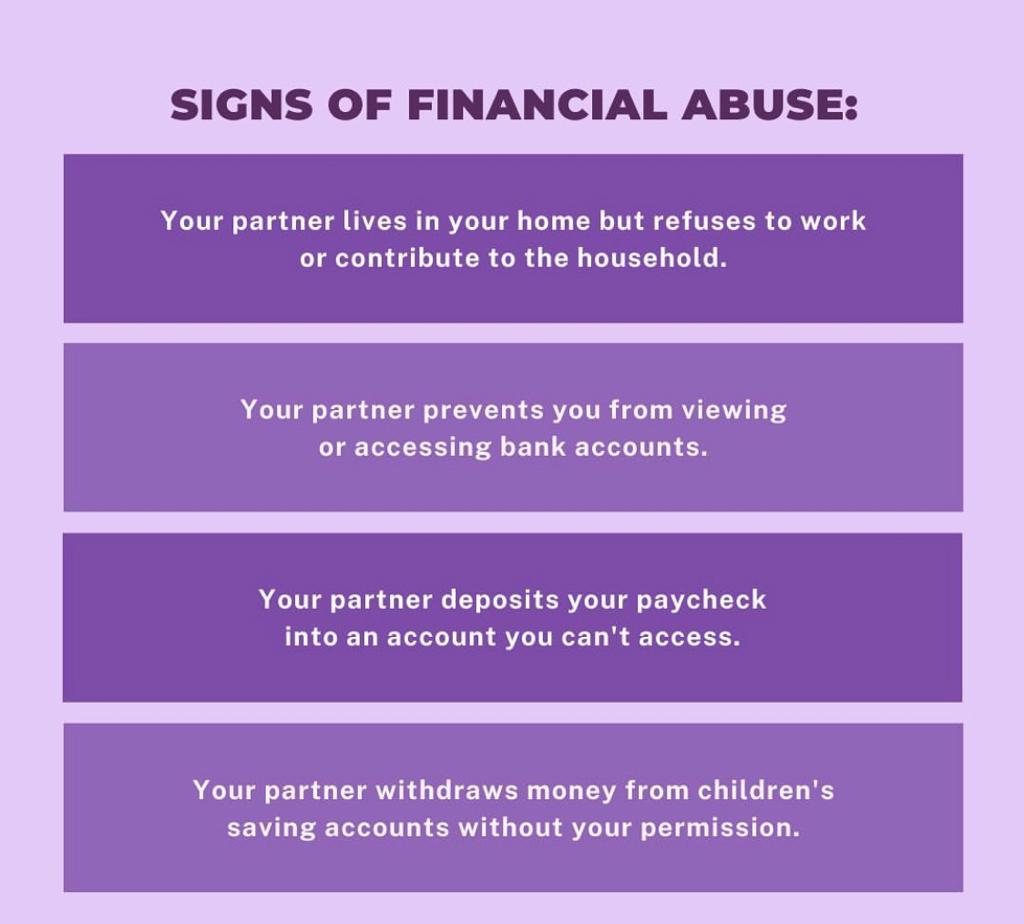 SIGNS OF FINANCIAL ABUSE:
Your partner lives in your home but refuses to work
or contribute to the household.
Your partner prevents you from viewing
or accessing bank accounts.
Your partner deposits your paycheck
into an account you can't access.
Your partner withdraws money from children's
saving accounts without your permission.